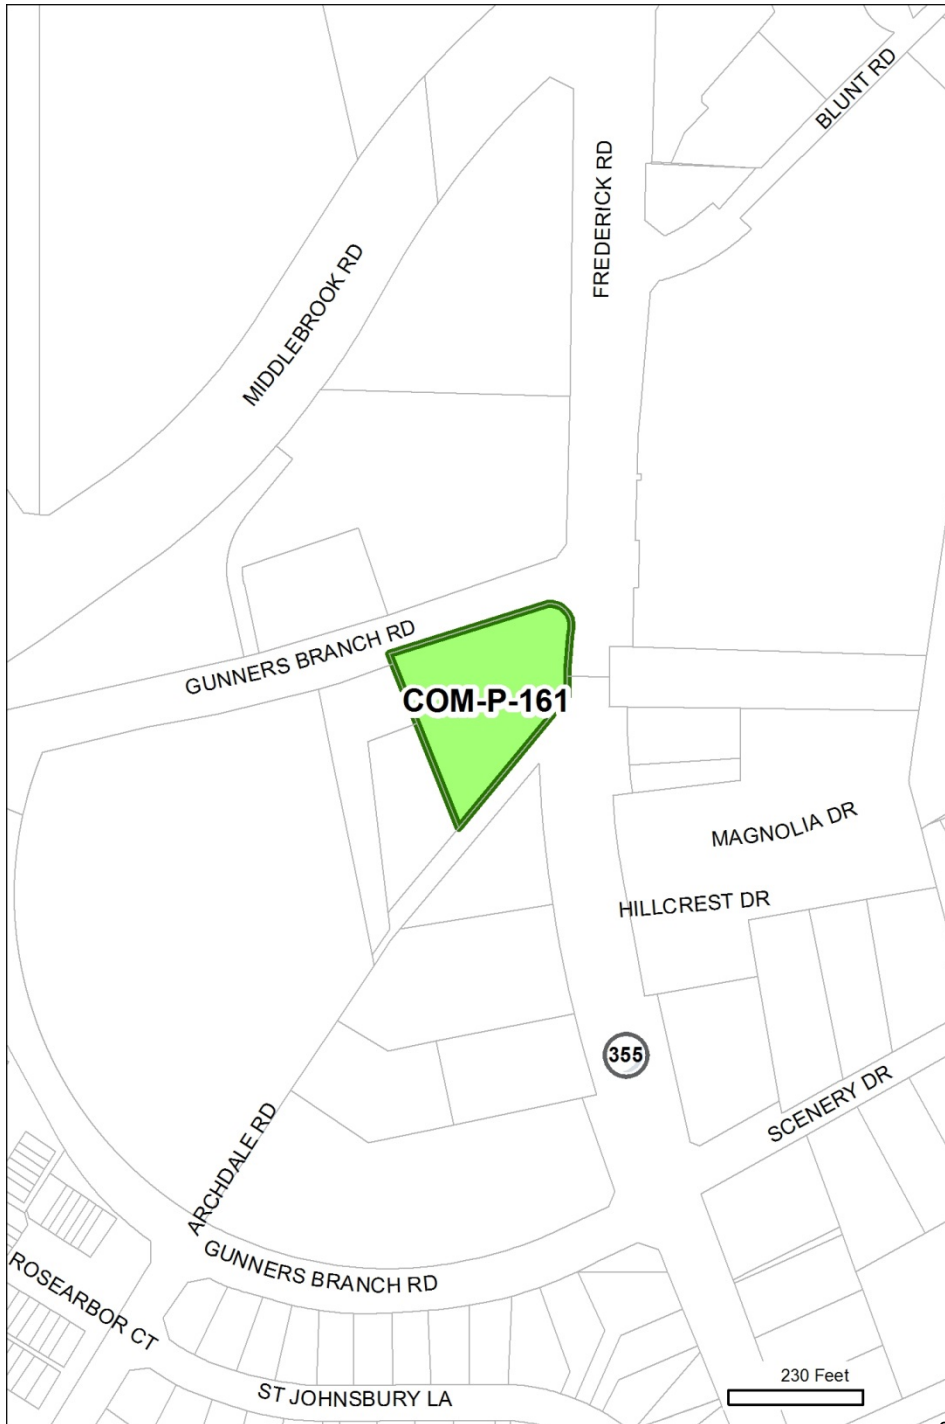 BLUNT RD
FREDERICK RD
MIDDLEBROOK RD
GUNNERS BRANCH RD
COM-P-161
MAGNOLIA DR
HILLCREST DR
355
SCENERY DR
ARCHDALE RD
GUNNERS BRANCH RD
ROSEARBOR CT
230 Feet
ST JOHNSBURY LA